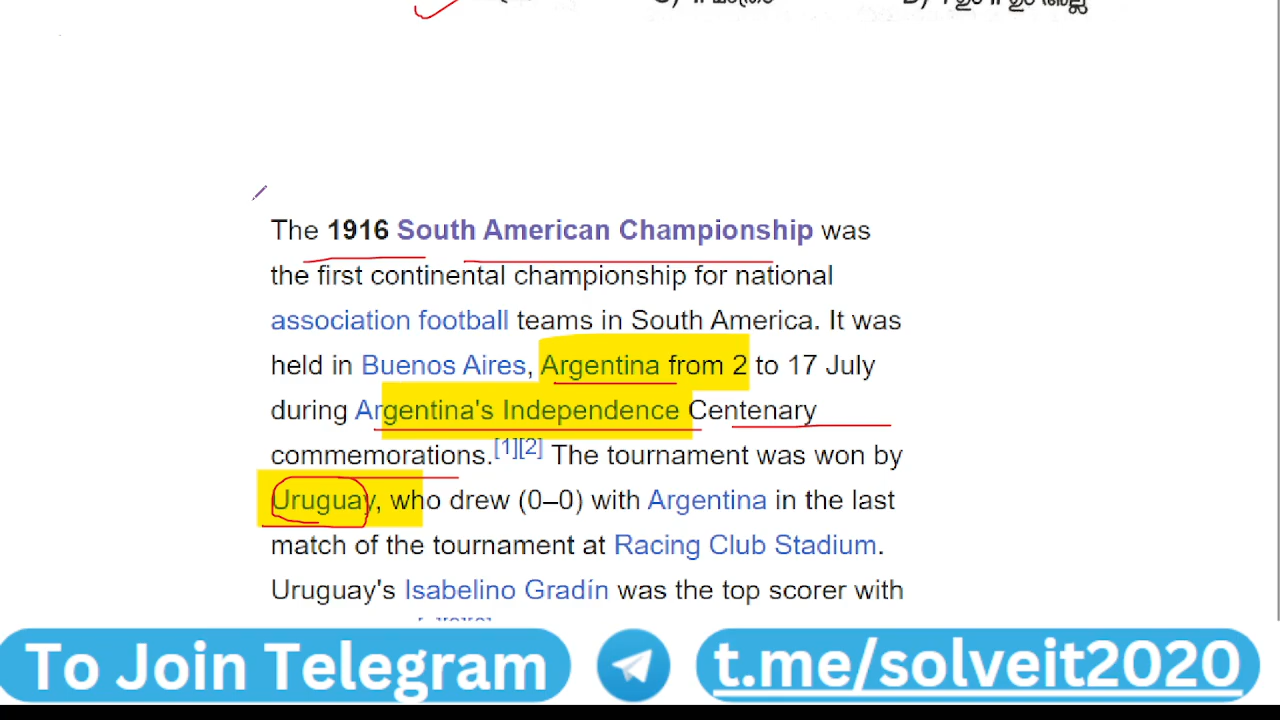 The 1916 South American Championship was
the first continental championship for national
association football teams in South America. It was
held in Buenos Aires, Argentina from 2 to 17 July
during Argentina's Independence Centenary
commemorations.[1][2] The tournament was won by
Uruguay, who drew (0–0) with Argentina in the last
match of the tournament at Racing Club Stadium.
Uruguay's Isabelino Gradín was the top scorer with
To Join Telegram t.me/solveit2020